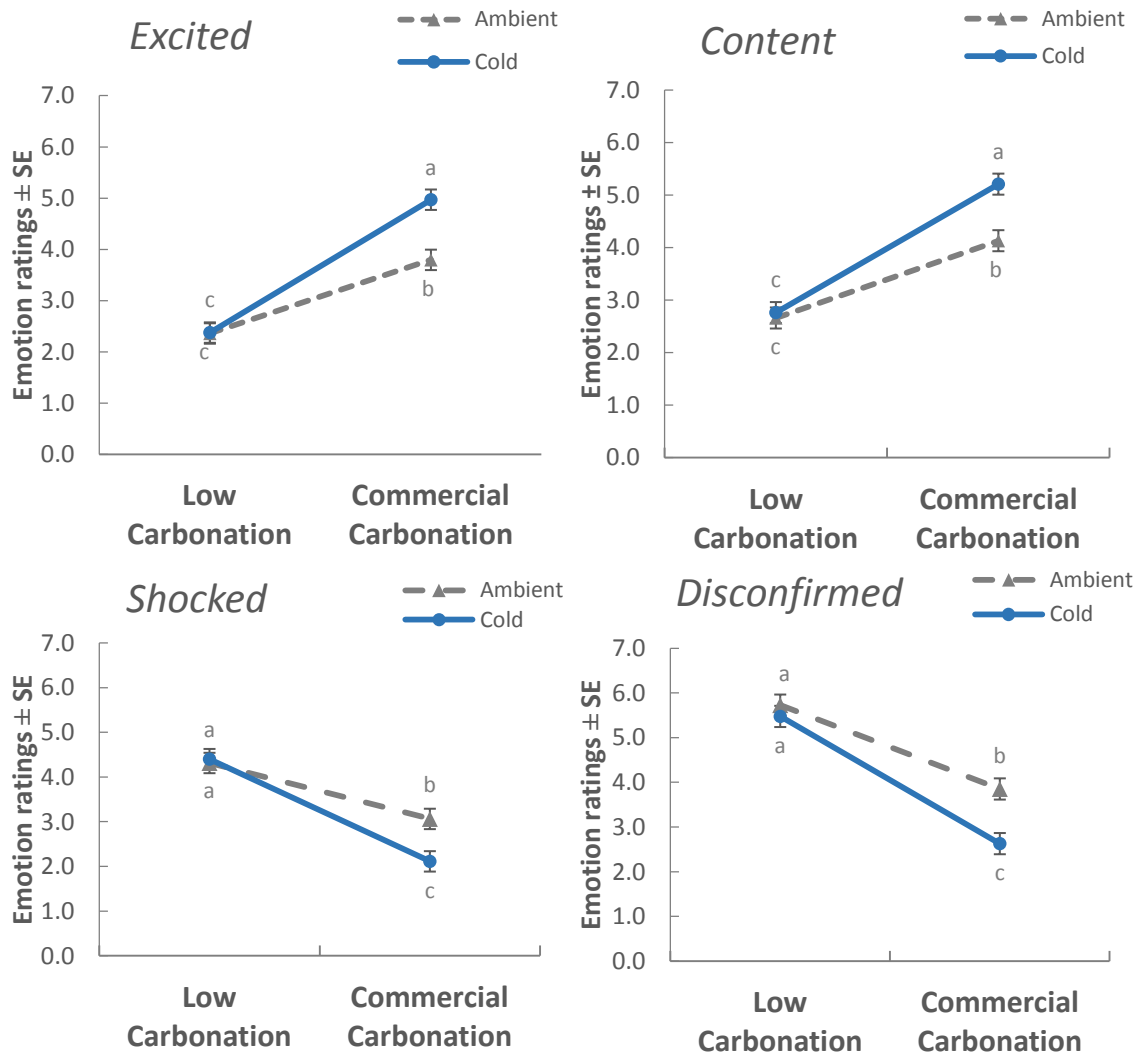 Excited
Ambient
Cold
Emotion ratings ± SE
7.0
6.0
5.0
4.0
3.0
2.0
1.0
0.0
a
b
c
c
Low
Carbonation
Commercial
Carbonation
Content
Ambient
Cold
Emotion ratings ± SE
7.0
6.0
5.0
4.0
3.0
2.0
1.0
0.0
a
b
c
c
Low
Carbonation
Commercial
Carbonation
Shocked
Ambient
Cold
Emotion ratings ± SE
7.0
6.0
5.0
4.0
3.0
2.0
1.0
0.0
a
a
b
c
Low
Carbonation
Commercial
Carbonation
Disconfirmed
Ambient
Cold
Emotion ratings ± SE
7.0
6.0
5.0
4.0
3.0
2.0
1.0
0.0
a
a
b
c
Low
Carbonation
Commercial
Carbonation